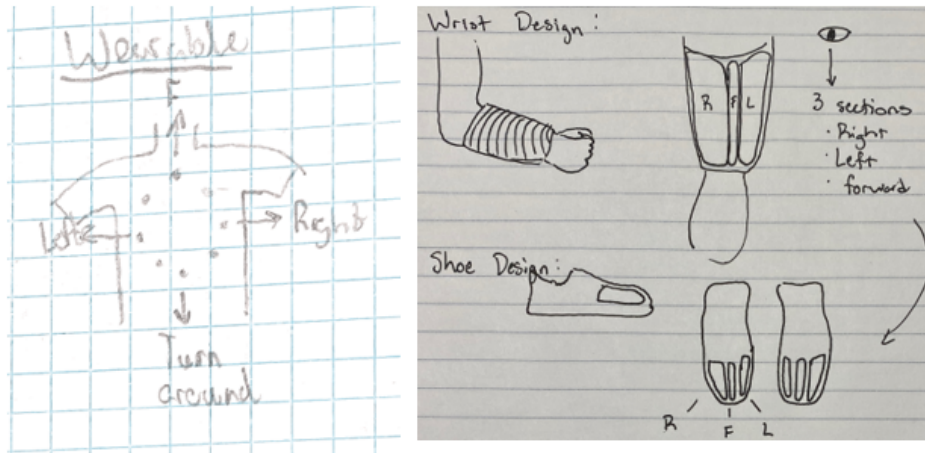 Wearable
F
Left
Right
Turn
around
Wrist Design:
R F L
3 sections
· Right
· Left
· forward
Shoe Design:
R F L